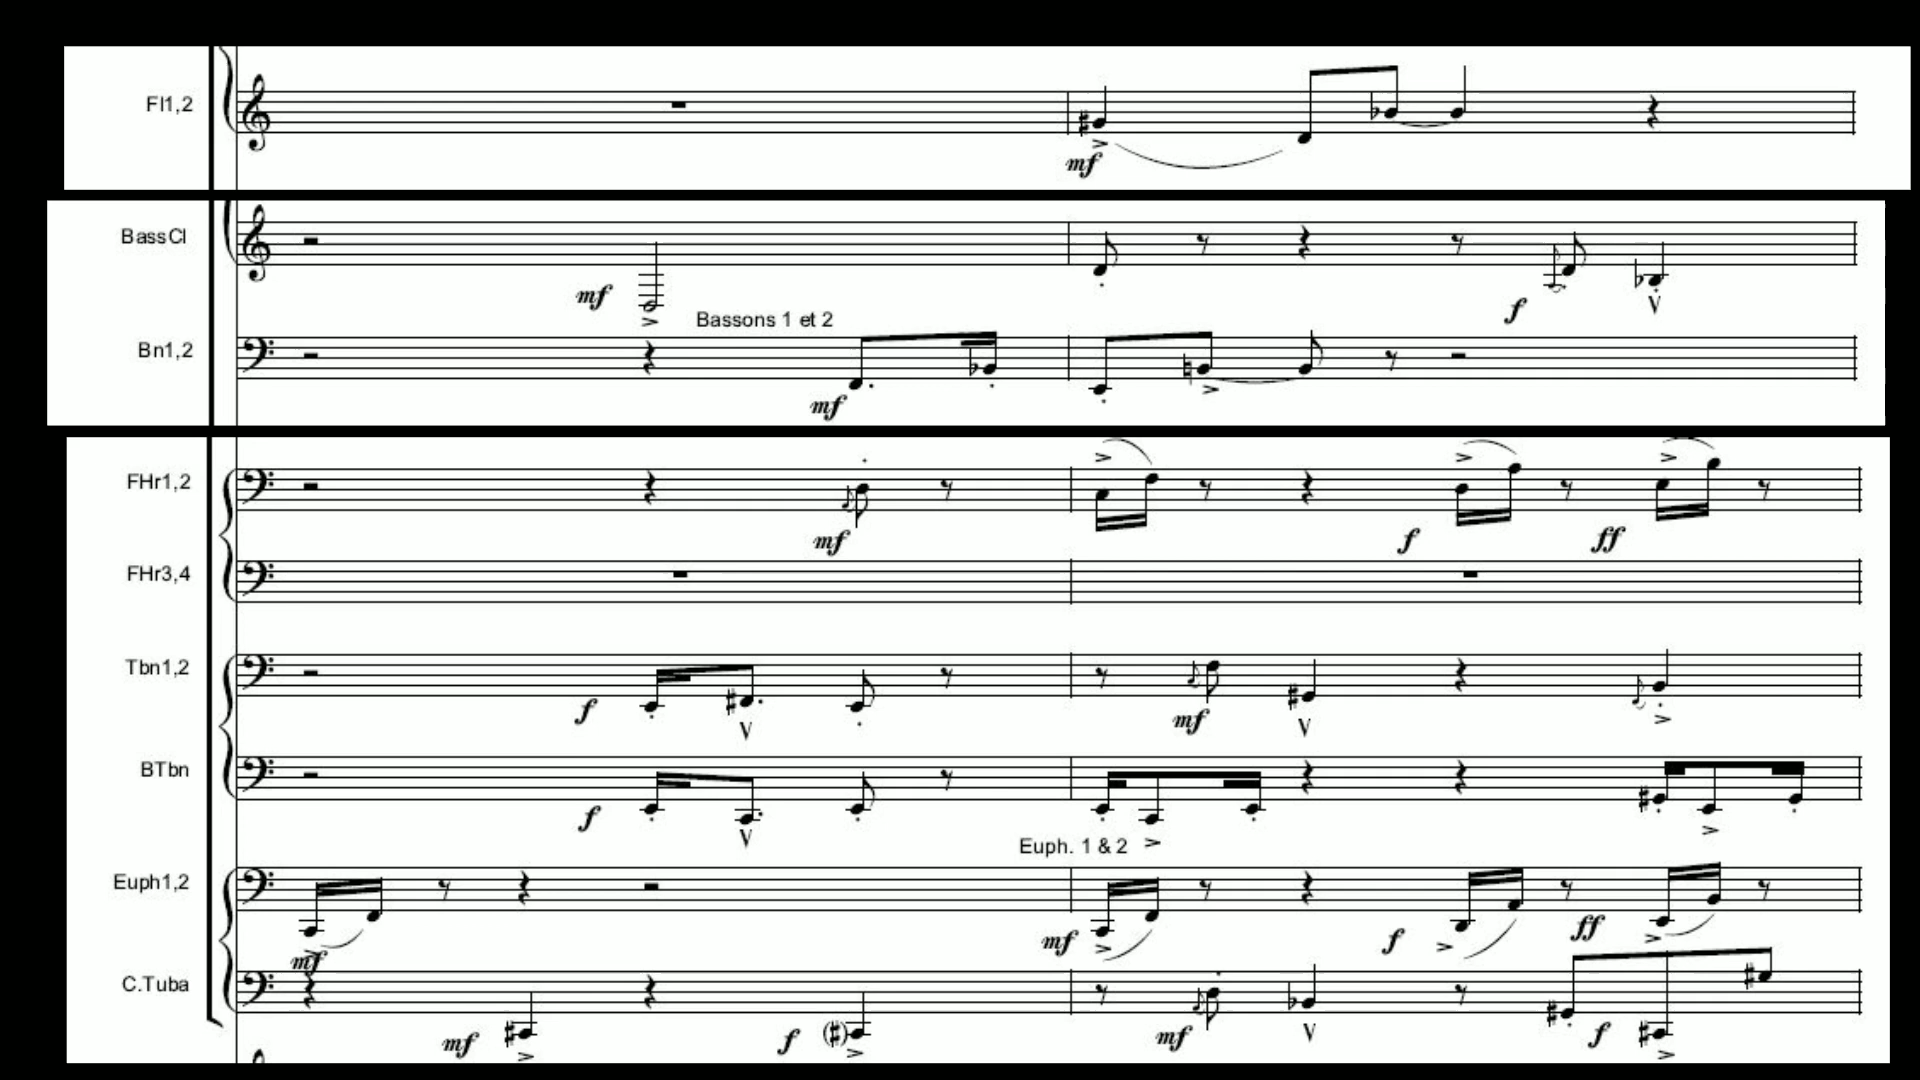 Fl1,2
mf
BassCl
mf
f
Bassons 1 et 2
Bn1,2
mf
FHr1,2
mf
f
ff
FHr3,4
Tbn1,2
f
mf
BTbn
f
Euph. 1 & 2
Euph1,2
mf
mf
f
ff
C.Tuba
mf
f
mf
f